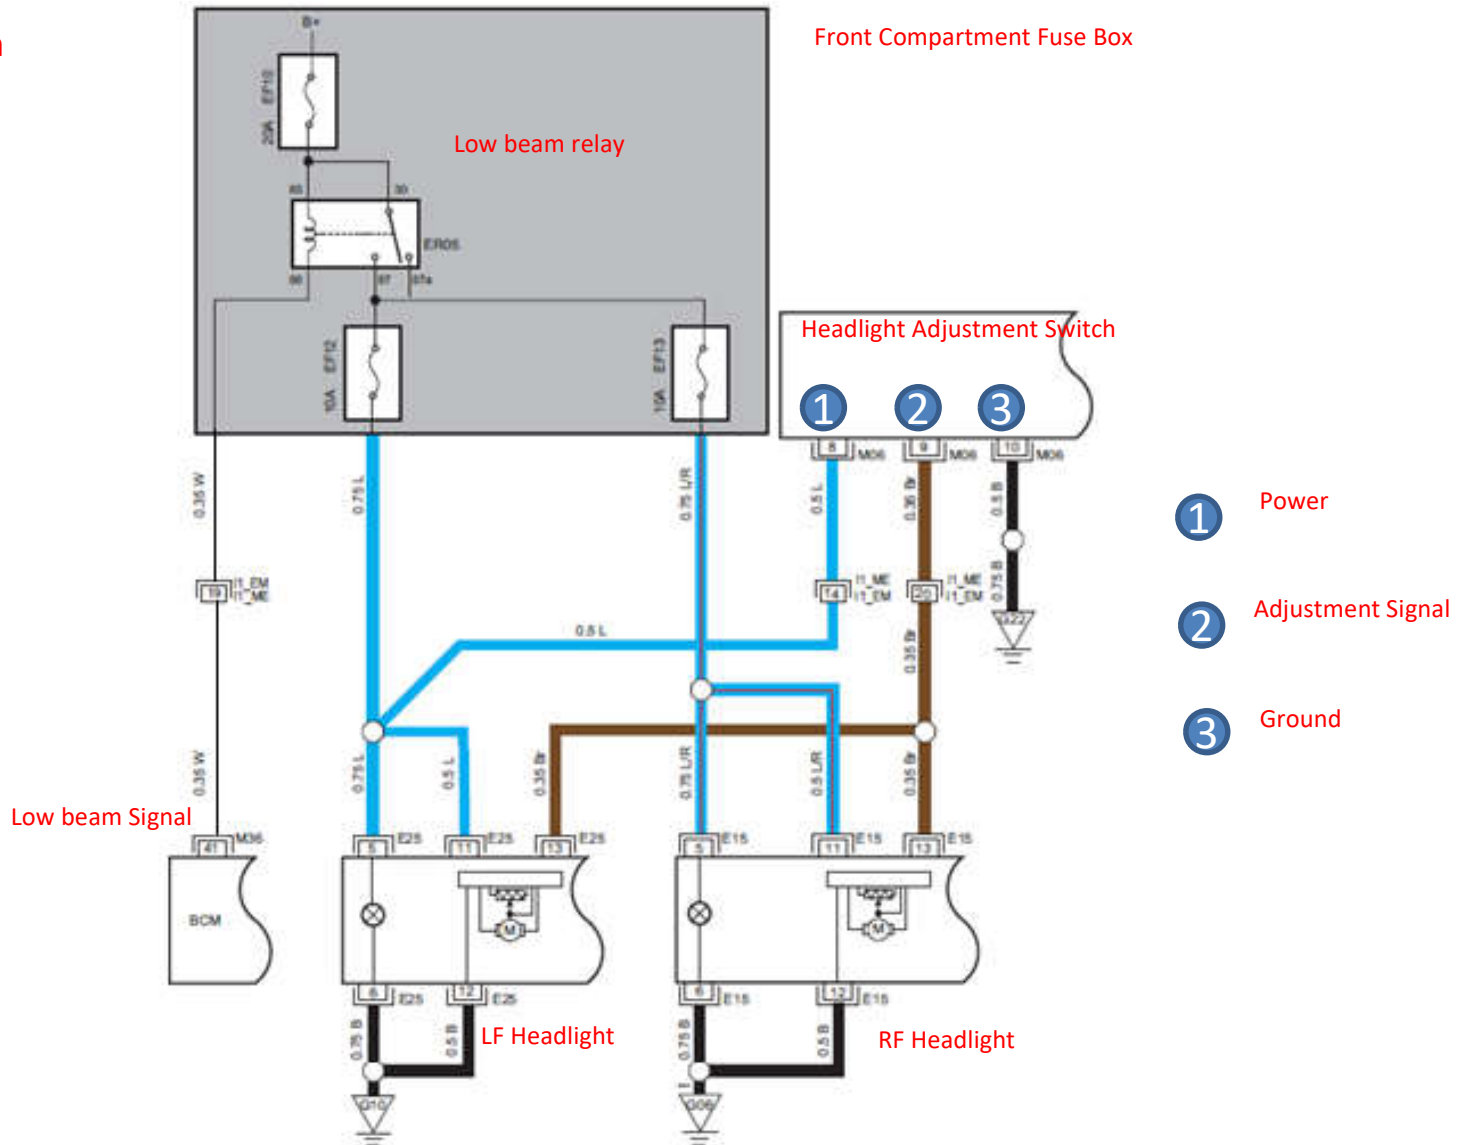 B+
Front Compartment Fuse Box
20A EF10
Low beam relay
85
30
ER05
86
87
87a
10A EF12
10A EF13
Headlight Adjustment Switch
1
2
3
8
M06
9
M06
10
M06
0.35 W
0.75 L
0.75 L/R
0.5 L
0.35 Br
0.5 B
1
Power
19
I1_EM
I1_ME
14
I1_ME
I1_EM
20
I1_ME
I1_EM
0.75 B
G22
2
Adjustment Signal
0.5 L
0.35 Br
3
Ground
0.35 W
0.75 L
0.5 L
0.35 Br
0.75 L/R
0.5 L/R
0.35 Br
Low beam Signal
41
M36
5
E25
11
E25
13
E25
5
E15
11
E15
13
E15
BCM
M
M
6
E25
12
E25
6
E15
12
E15
0.75 B
0.5 B
LF Headlight
0.75 B
0.5 B
RF Headlight
G10
G06